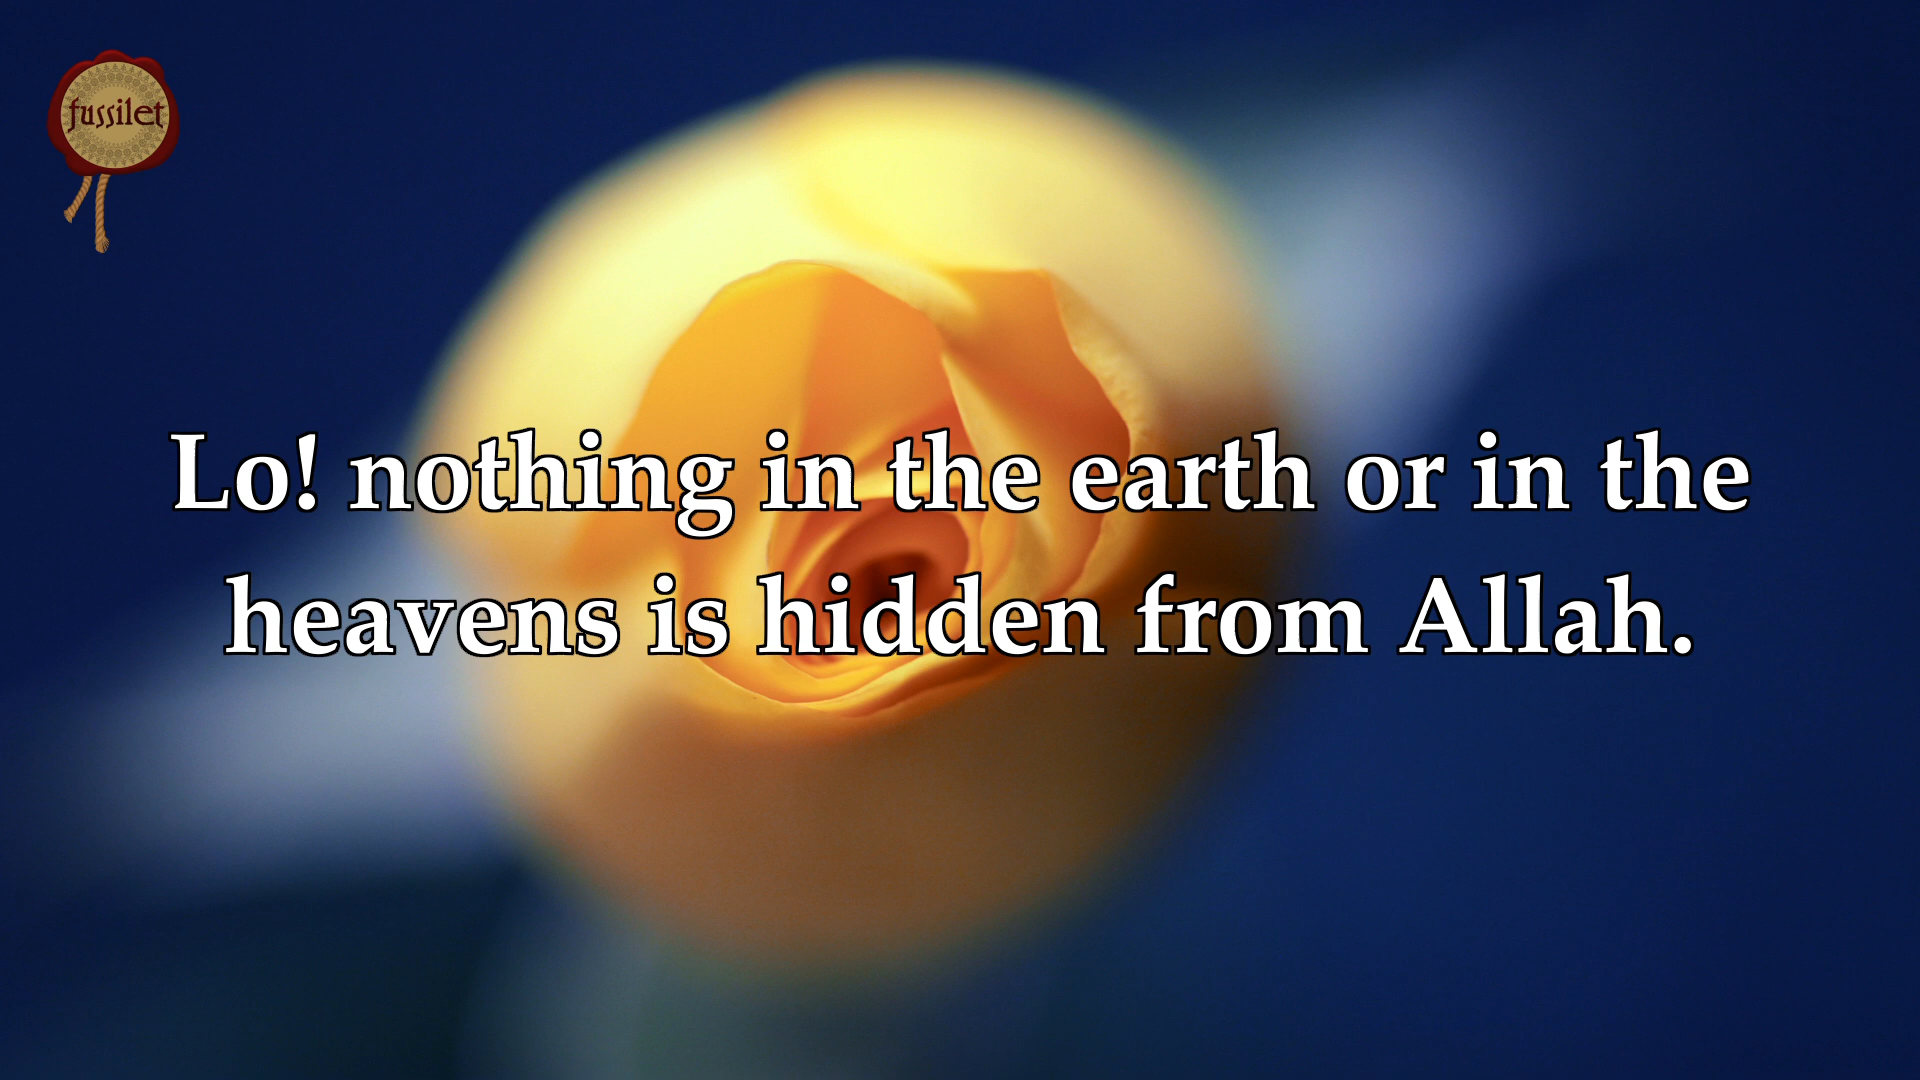 fussilet
Lo! nothing in the earth or in the
heavens is hidden from Allah.